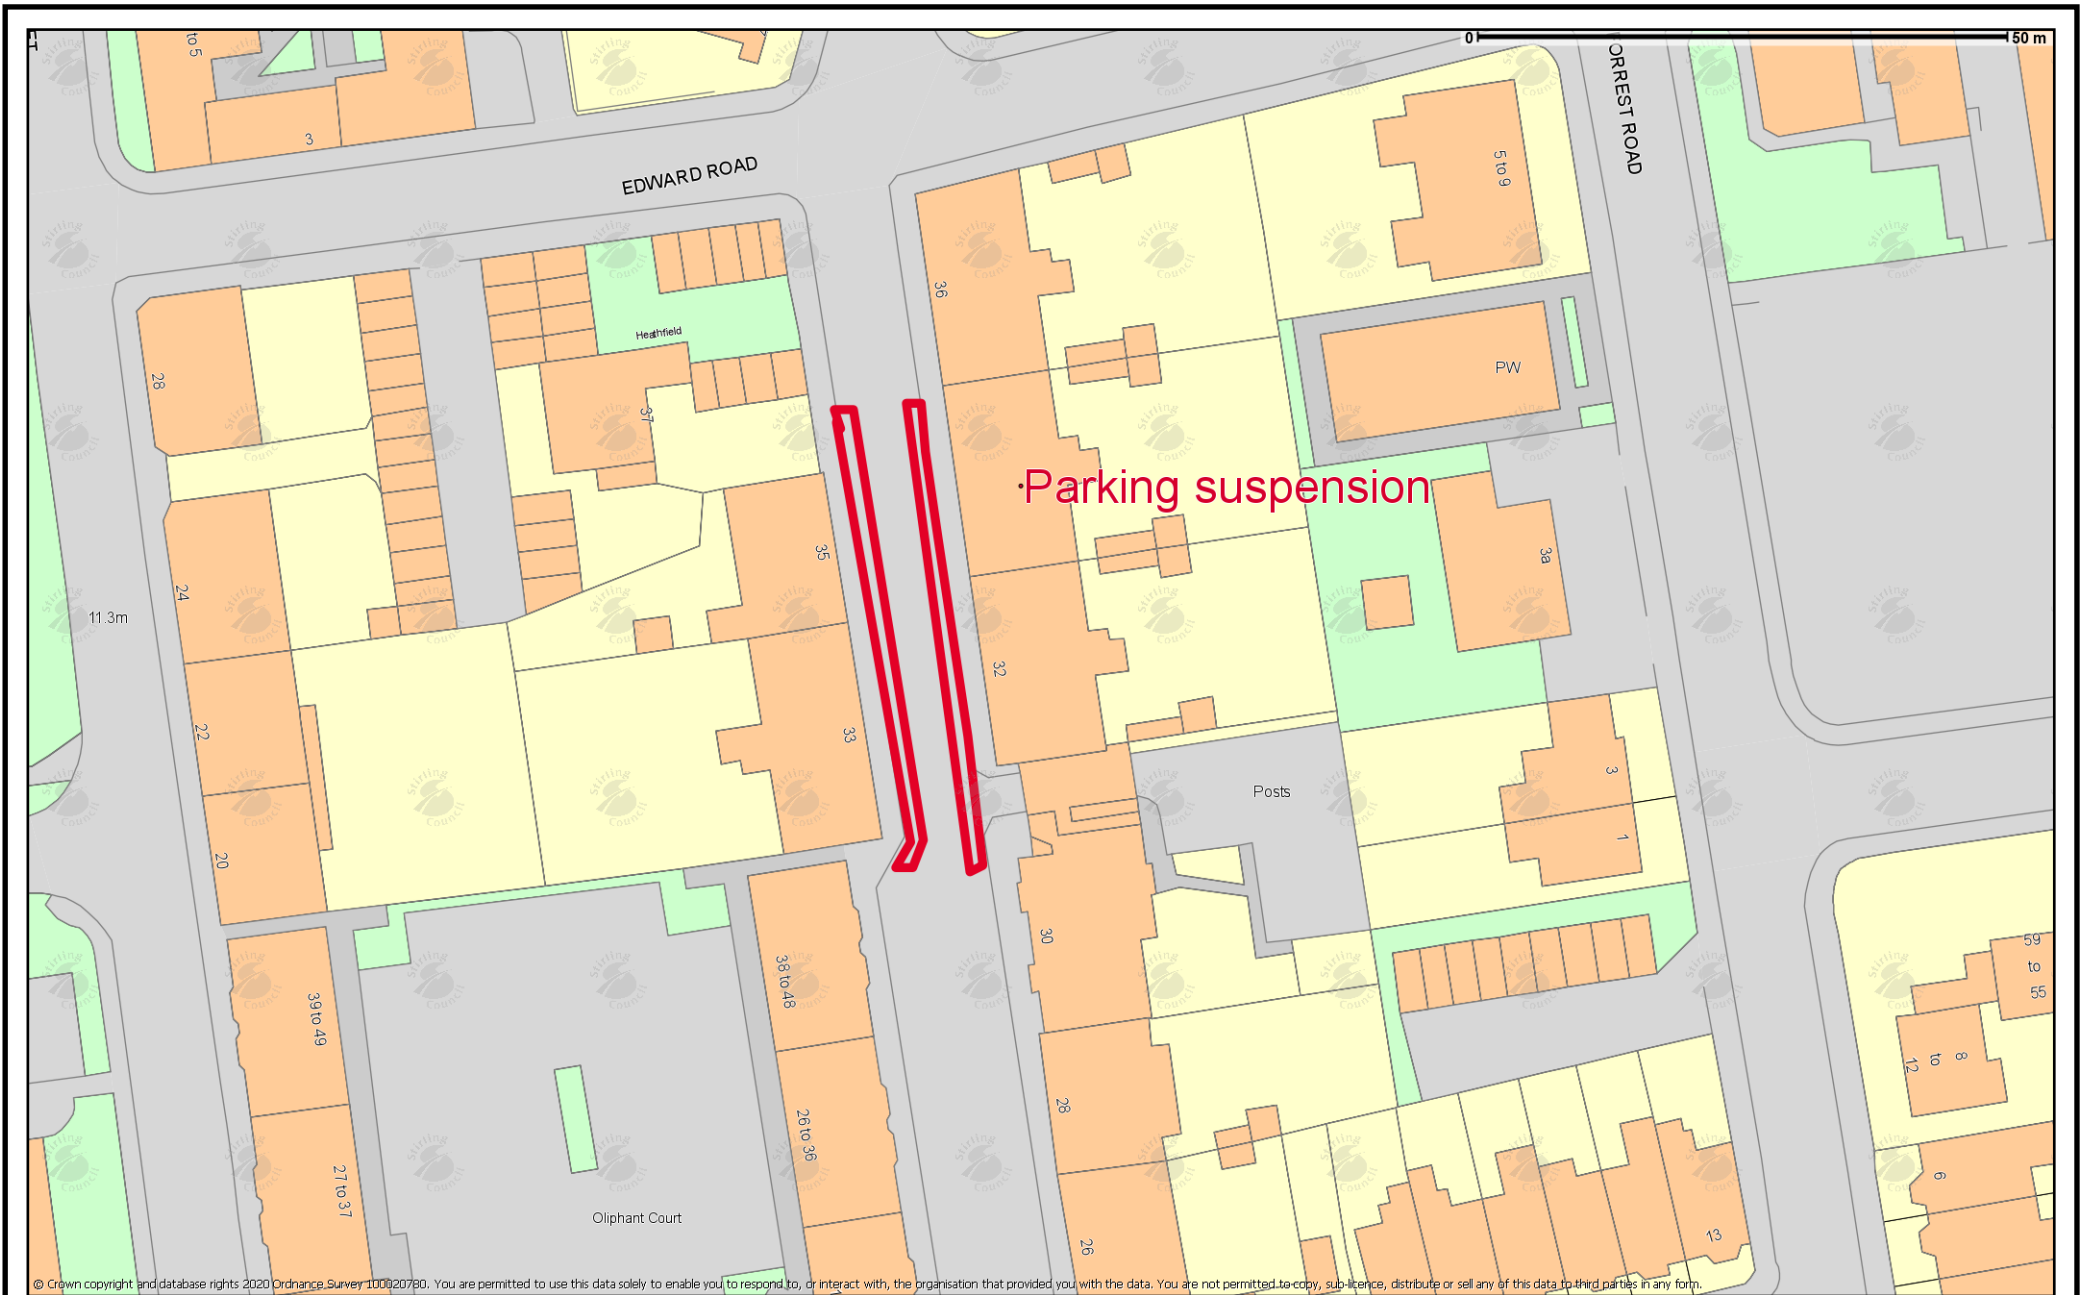 0 50 m
to 5
3
EDWARD ROAD
FORREST ROAD
5 to 9
36
Heathfield
28
37
PW
Parking suspension
35
3a
24
11.3m
32
22
33
3
Posts
1
20
30
38 to 48
59
to
55
39 to 49
28
12
to
8
26 to 36
27 to 37
6
Oliphant Court
26
13
Stirling
Council
© Crown copyright and database rights 2020 Ordnance Survey 100020780. You are permitted to use this data solely to enable you to respond to, or interact with, the organisation that provided you with the data. You are not permitted to copy, sub-licence, distribute or sell any of this data to third parties in any form.